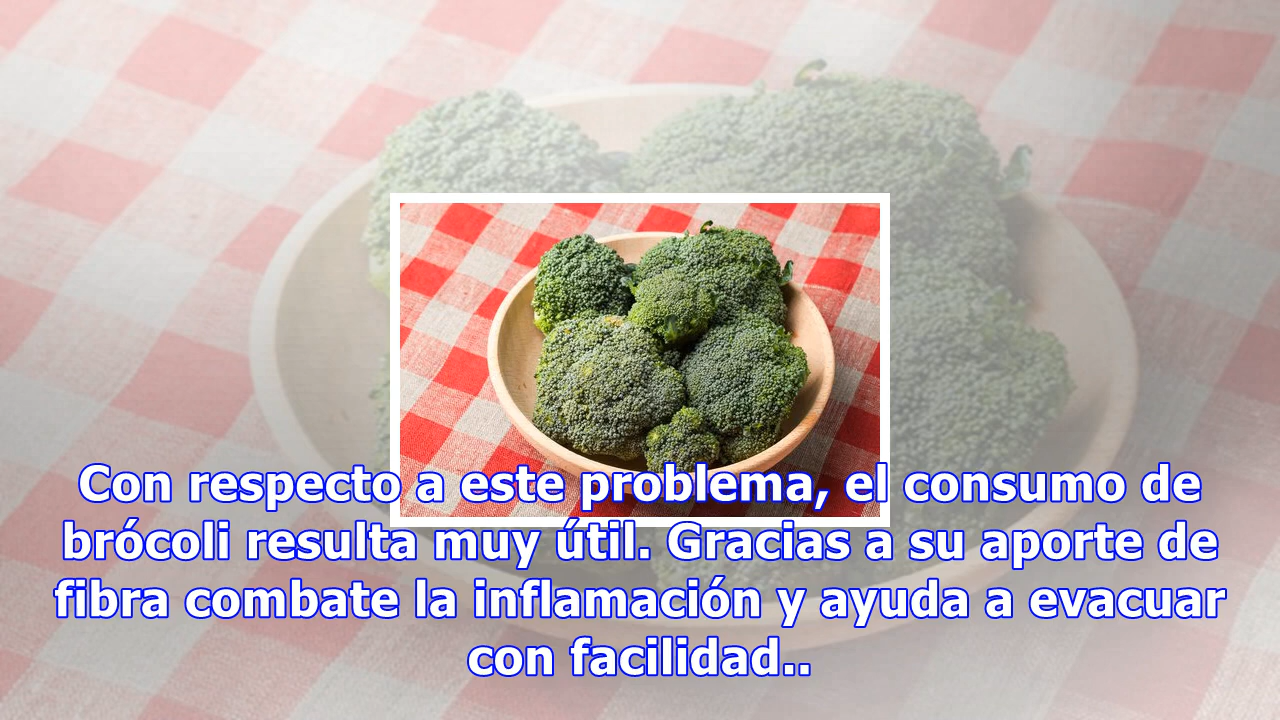 Con respecto a este problema, el consumo de
brócoli resulta muy útil. Gracias a su aporte de
fibra combate la inflamación y ayuda a evacuar
con facilidad..